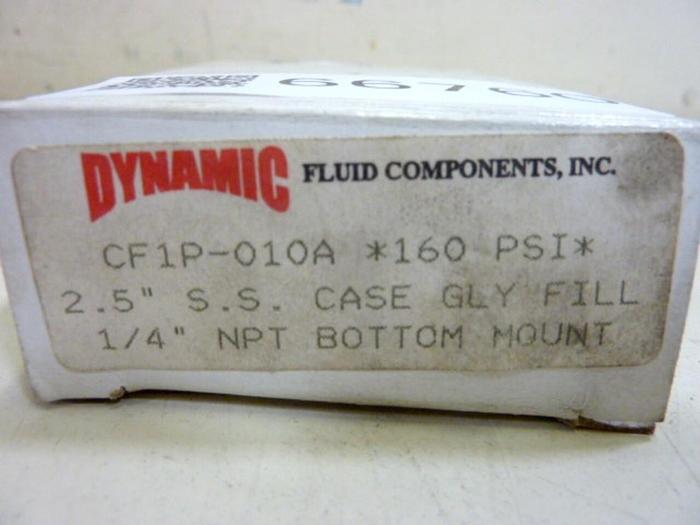 DYNAMIC FLUID COMPONENTS, INC.
CF1P-010A *160 PSI*
2.5" S.S. CASE GLY FILL
1/4" NPT BOTTOM MOUNT